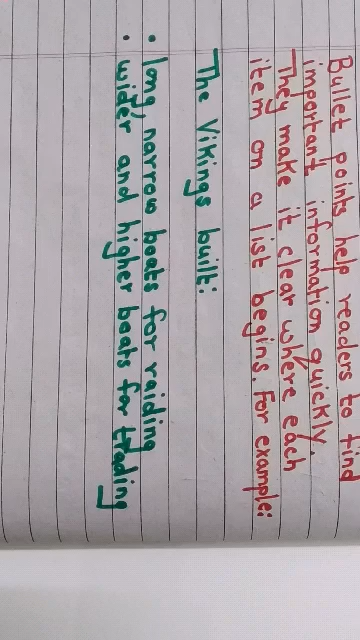 Bullet points help readers to find
important information quickly.
They make it clear where each
item on a list begins. For example:
The Vikings built:
• long, narrow boats for raiding
• wider and higher boats for trading